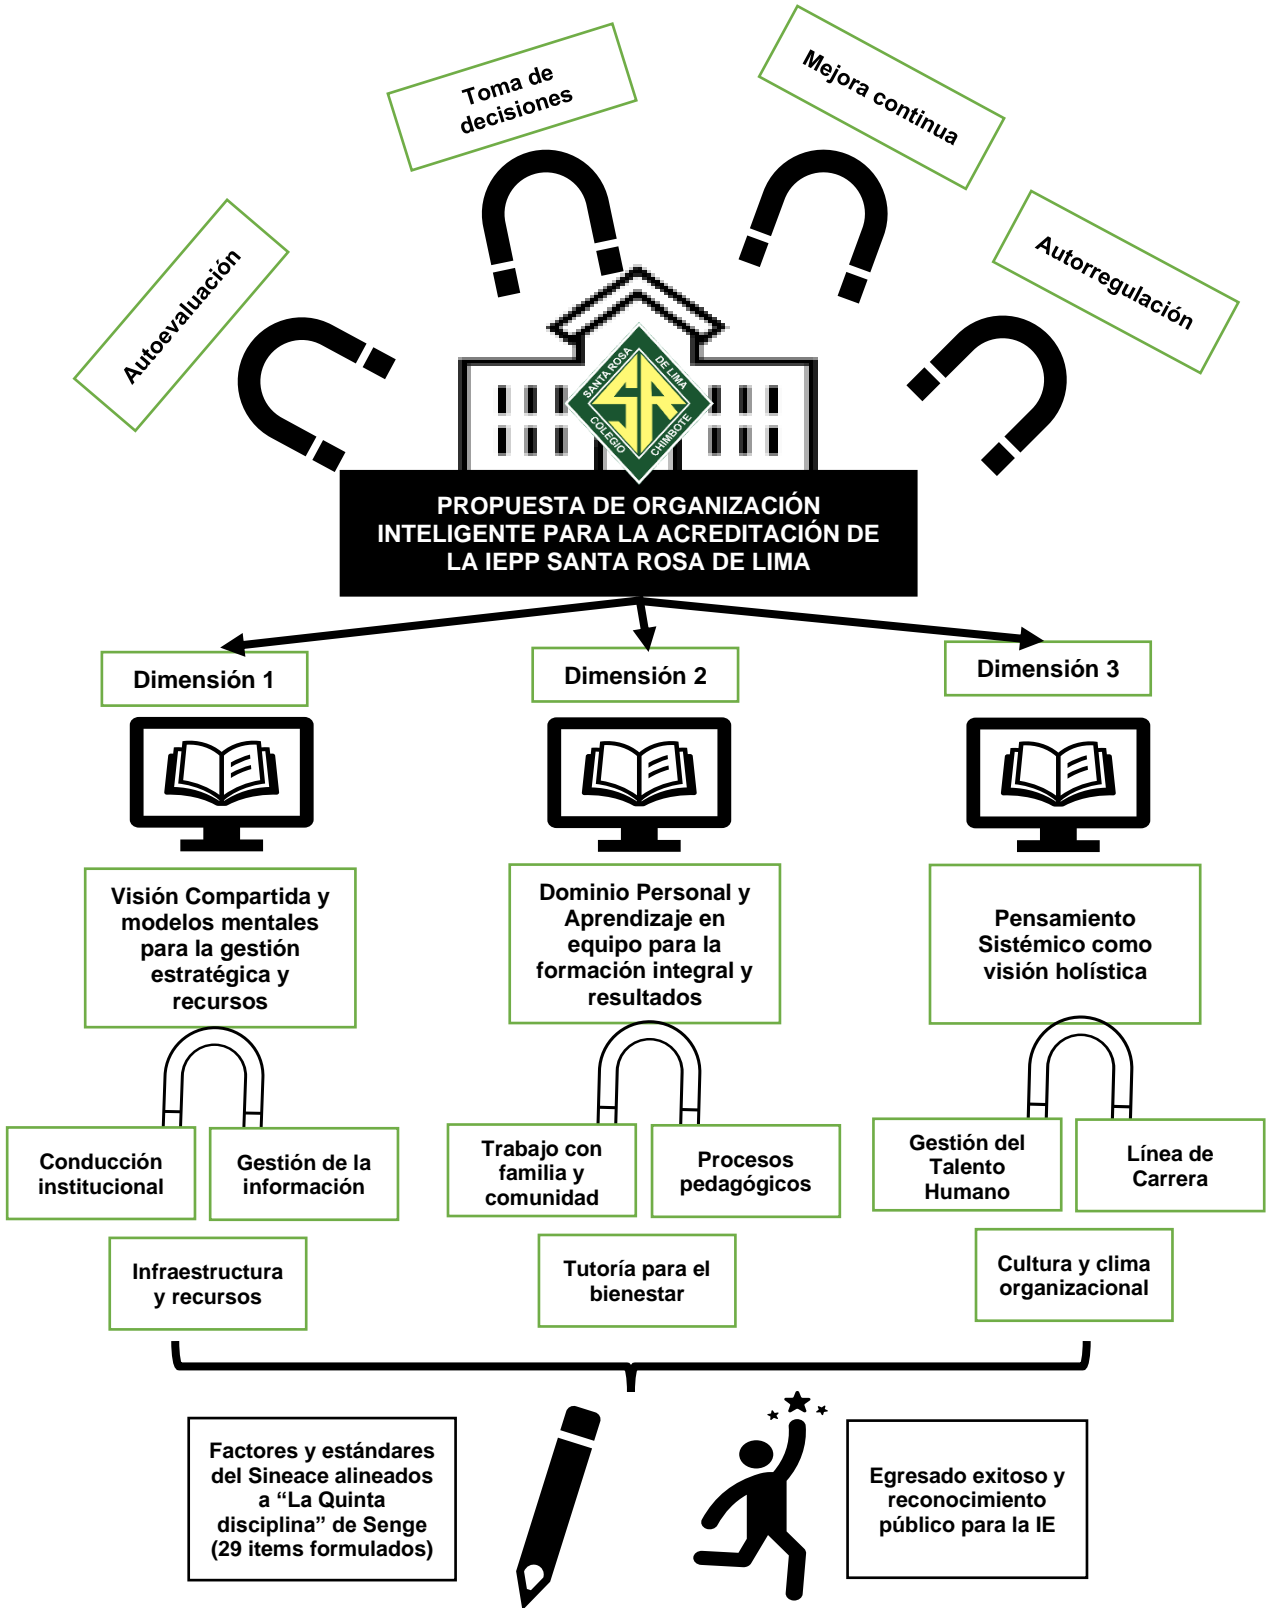 Toma de
decisiones
Mejora continua
Autoevaluación
Autorregulación
SANTA ROSA
DE LIMA
SR
COLEGIO
CHIMBOTE
PROPUESTA DE ORGANIZACIÓN
INTELIGENTE PARA LA ACREDITACIÓN DE
LA IEPP SANTA ROSA DE LIMA
Dimensión 1
Dimensión 2
Dimensión 3
Visión Compartida y
modelos mentales
para la gestión
estratégica y
recursos
Dominio Personal y
Aprendizaje en
equipo para la
formación integral y
resultados
Pensamiento
Sistémico como
visión holística
Conducción
institucional
Gestión de la
información
Infraestructura
y recursos
Trabajo con
familia y
comunidad
Procesos
pedagógicos
Tutoría para el
bienestar
Gestión del
Talento
Humano
Línea de
Carrera
Cultura y clima
organizacional
Factores y estándares
del Sineace alineados
a “La Quinta
disciplina” de Senge
(29 items formulados)
Egresado exitoso y
reconocimiento
público para la IE